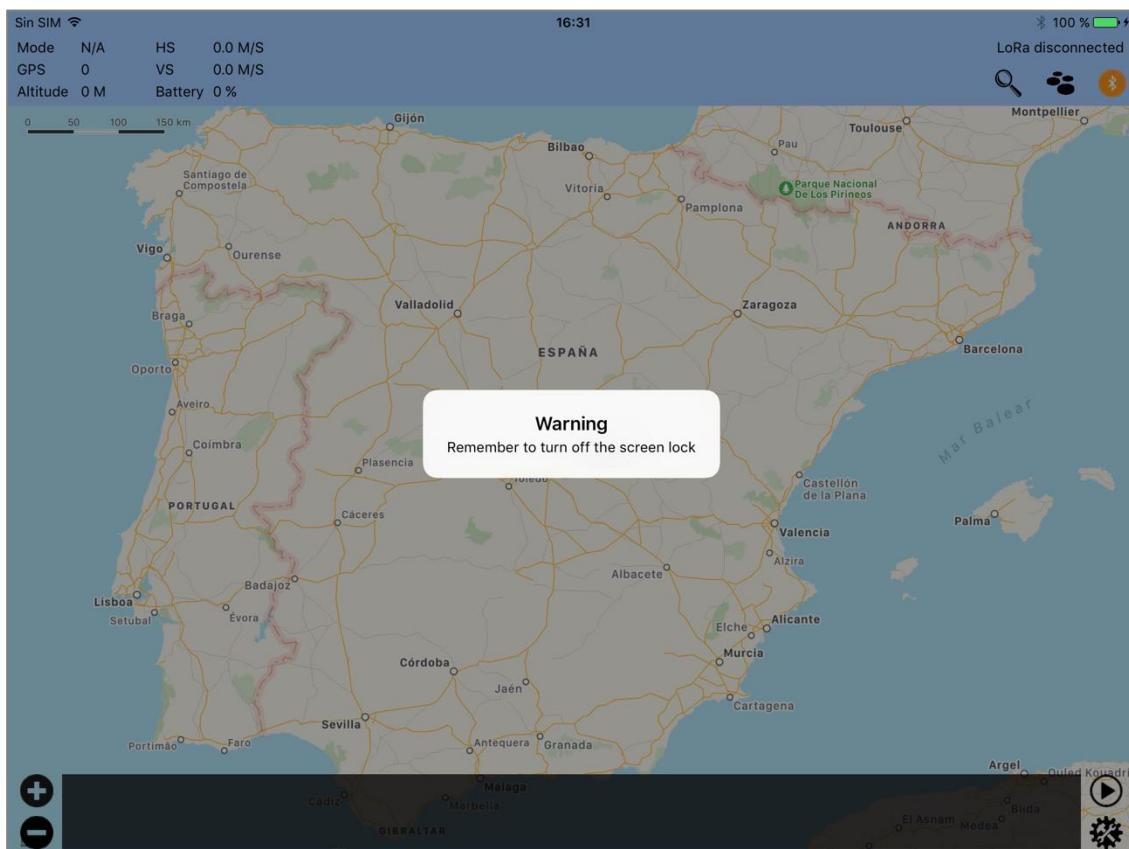 Sin SIM
16:31
100 %
Mode N/A HS 0.0 M/S
LoRa disconnected
GPS 0 VS 0.0 M/S
Altitude 0 M Battery 0 %
0 50 100 150 km
Gijón
Montpellier
Toulouse
Bilbao
Pau
Santiago de
Compostela
Vitoria
Parque Nacional
De Los Pirineos
Pamplona
ANDORRA
Vigo
Ourense
Valladolid
Zaragoza
Braga
ESPAÑA
Barcelona
Oporto
Aveiro
Mar Balear
Warning
Coímbra
Remember to turn off the screen lock
Plasencia
Toledo
Castellón
de la Plana
PORTUGAL
Cáceres
Palma
Valencia
Alzira
Albacete
Badajoz
Lisboa
Setubal
Évora
Alicante
Elche
Murcia
Córdoba
Jaén
Cartagena
Sevilla
Portimão
Faro
Antequera
Granada
Argel
Ouled Kouadri
Málaga
Cádiz
Marbella
Blida
El Asnam
Medea
GIBRALTAR